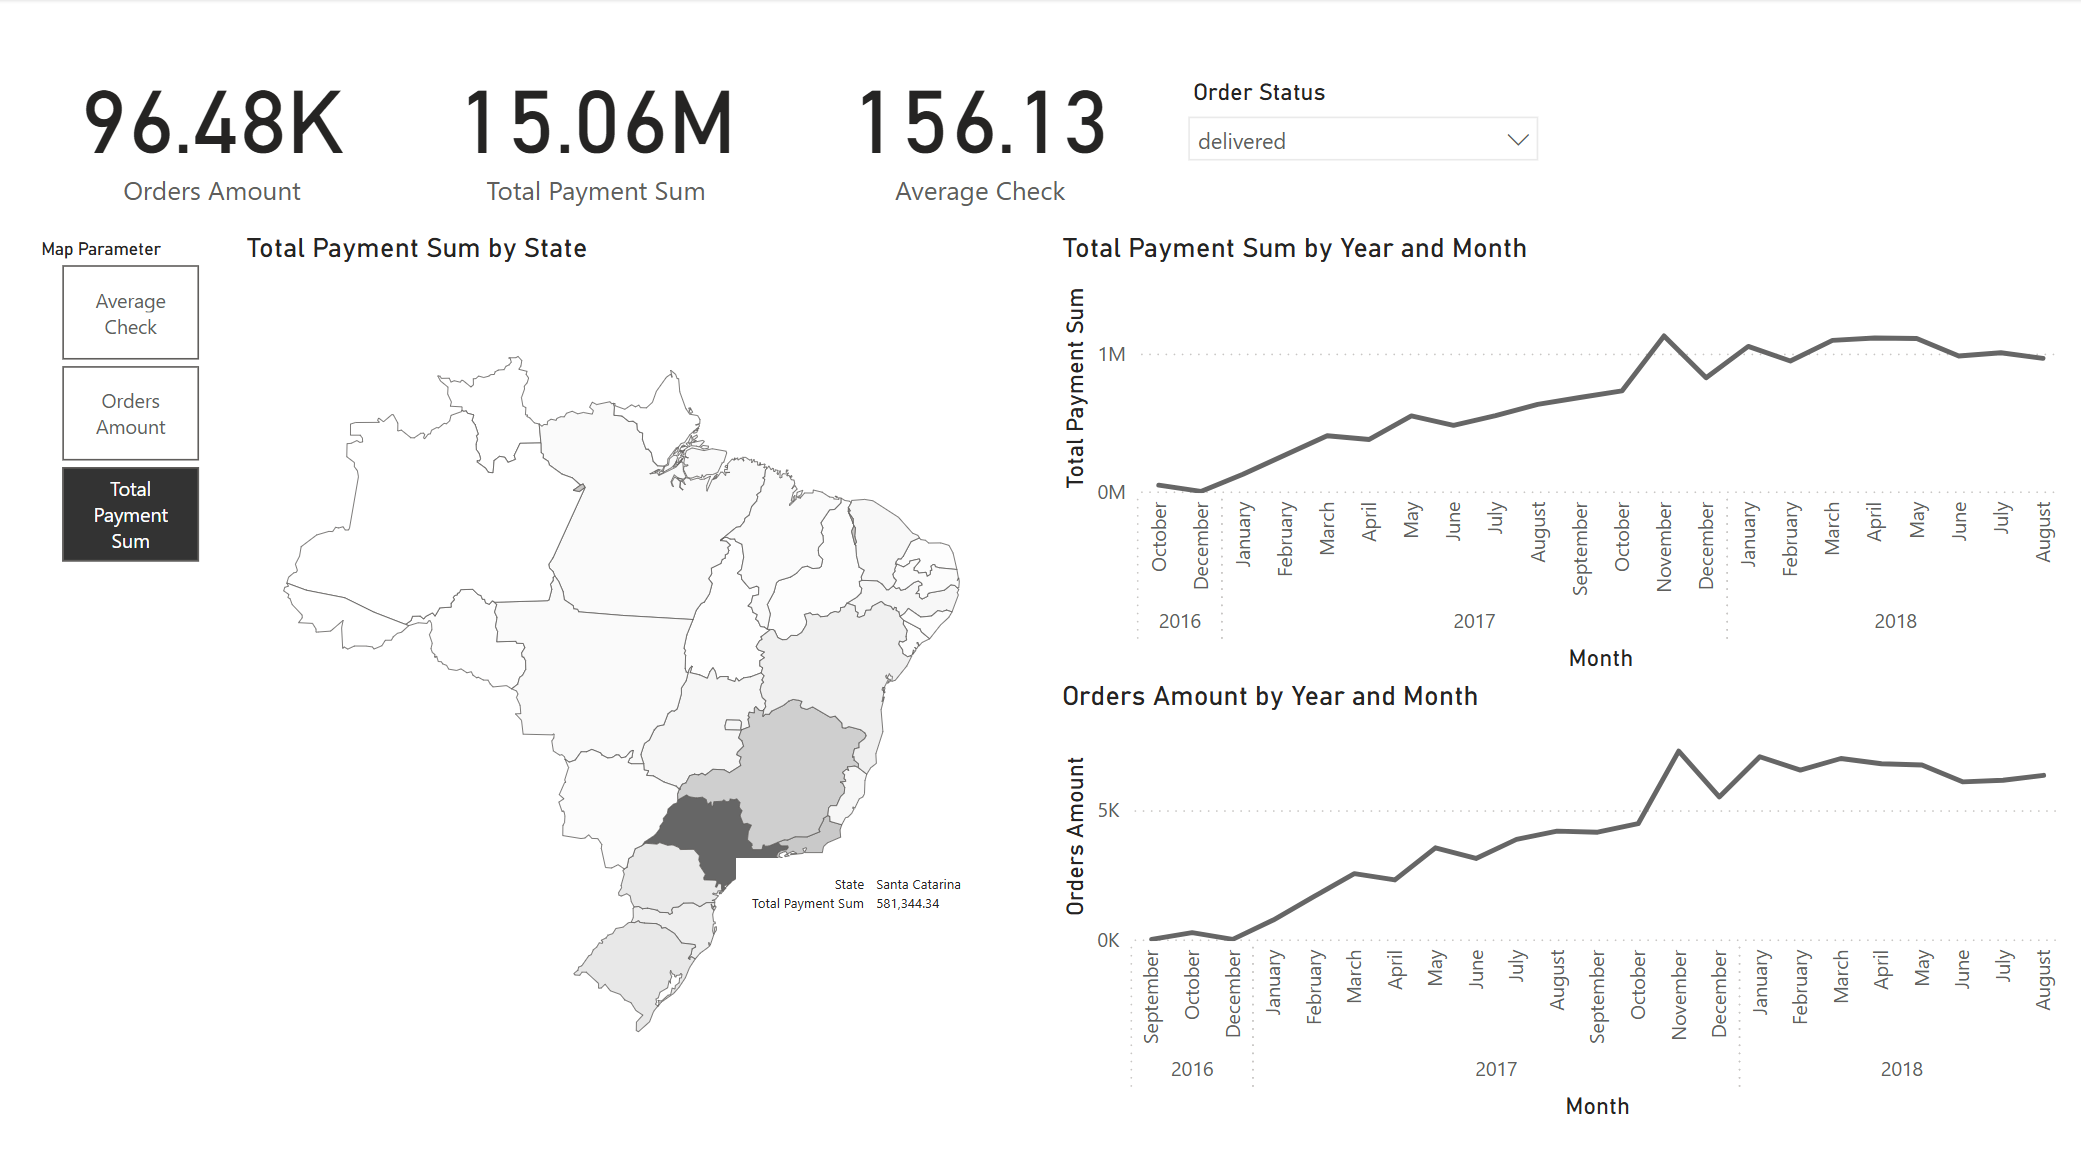 96.48K
Orders Amount
15.06M
Total Payment Sum
156.13
Average Check
Order Status
delivered
Map Parameter
Average
Check
Orders
Amount
Total
Payment
Sum
Total Payment Sum by State
State Santa Catarina
Total Payment Sum 581,344.34
Total Payment Sum by Year and Month
Total Payment Sum
1M
0M
October December January February March April May June July August September October November December January February March April May June July August
2016 2017 2018
Month
Orders Amount by Year and Month
Orders Amount
5K
0K
September October December January February March April May June July August September October November December January February March April May June July August
2016 2017 2018
Month